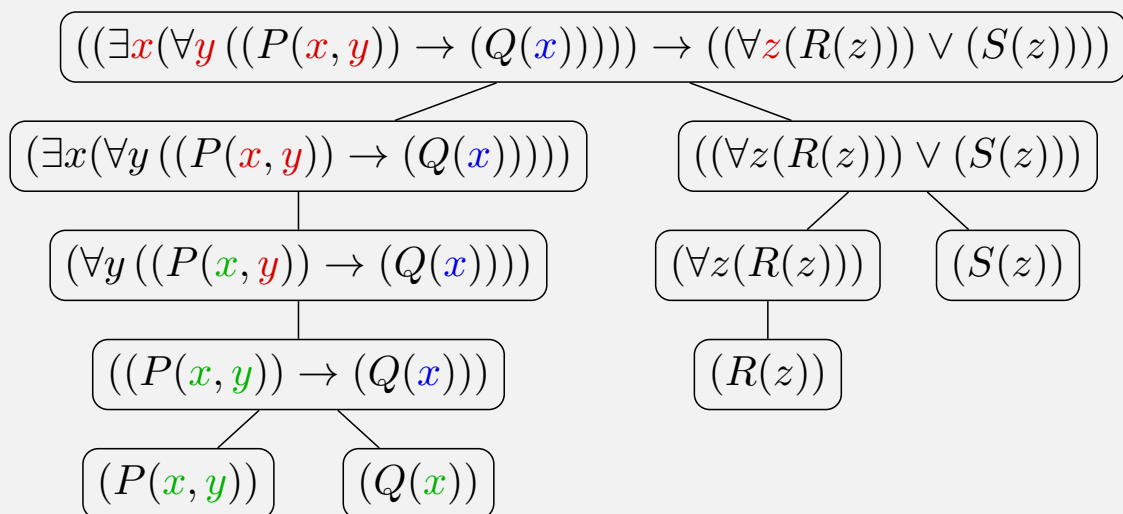 ((∃x(∀y ((P(x, y)) → (Q(x))))) → ((∀z(R(z))) ∨ (S(z))))
(∃x(∀y ((P(x, y)) → (Q(x))))) ((∀z(R(z))) ∨ (S(z)))
(∀y ((P(x, y)) → (Q(x)))) (∀z(R(z))) (S(z))
((P(x, y)) → (Q(x))) (R(z))
(P(x, y)) (Q(x))